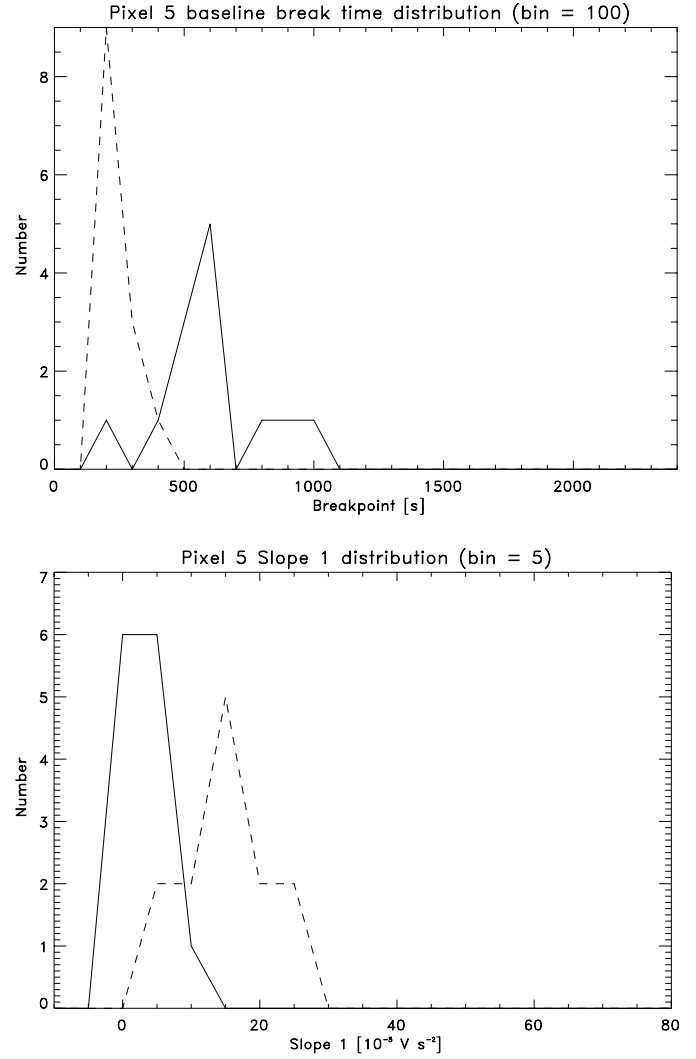 Pixel 5 baseline break time distribution (bin = 100)
8
6
4
2
0
Number
0 500 1000 1500 2000
Breakpoint [s]
Pixel 5 Slope 1 distribution (bin = 5)
7
6
5
4
3
2
1
0
Number
0 20 40 60 80
Slope 1 [10⁻⁸ V s⁻²]